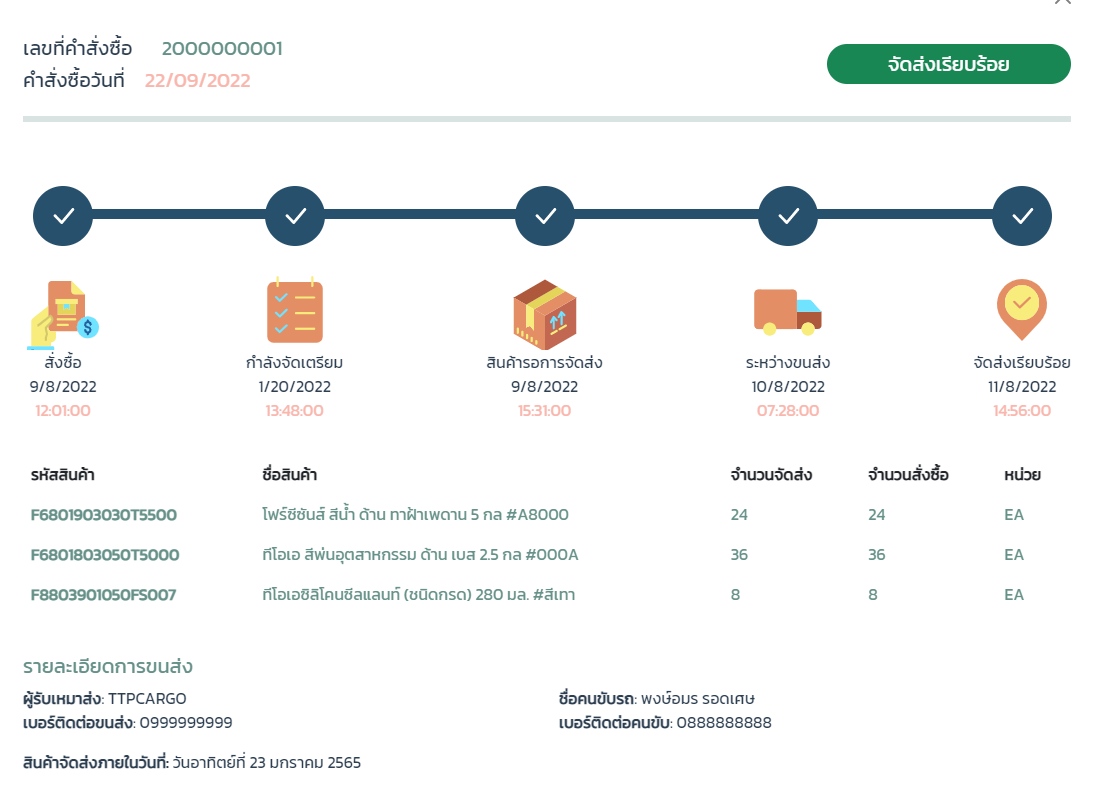 เลขที่คำสั่งซื้อ 2000000001
จัดส่งเรียบร้อย
คำสั่งซื้อวันที่ 22/09/2022
สั่งซื้อ กำลังจัดเตรียม สินค้ารอการจัดส่ง ระหว่างขนส่ง จัดส่งเรียบร้อย
9/8/2022 1/20/2022 9/8/2022 10/8/2022 11/8/2022
12:01:00 13:48:00 15:31:00 07:28:00 14:56:00
รหัสสินค้า ชื่อสินค้า จำนวนจัดส่ง จำนวนสั่งซื้อ หน่วย
F6801903030T5500 โฟร์ซีซันส์ สีน้ำ ด้าน ทาฝ้าเพดาน 5 กล #A8000 24 24 EA
F6801803050T5000 ทีโอเอ สีพ่นอุตสาหกรรม ด้าน เบส 2.5 กล #000A 36 36 EA
F8803901050FS007 ทีโอเอซิลิโคนซีลแลนท์ (ชนิดกรด) 280 มล. #สีเทา 8 8 EA
รายละเอียดการขนส่ง
ผู้รับเหมาส่ง: TTPCARGO ชื่อคนขับรถ: พงษ์อมร รอดเศษ
เบอร์ติดต่อขนส่ง: 0999999999 เบอร์ติดต่อคนขับ: 0888888888
สินค้าจัดส่งภายในวันที่: วันอาทิตย์ที่ 23 มกราคม 2565